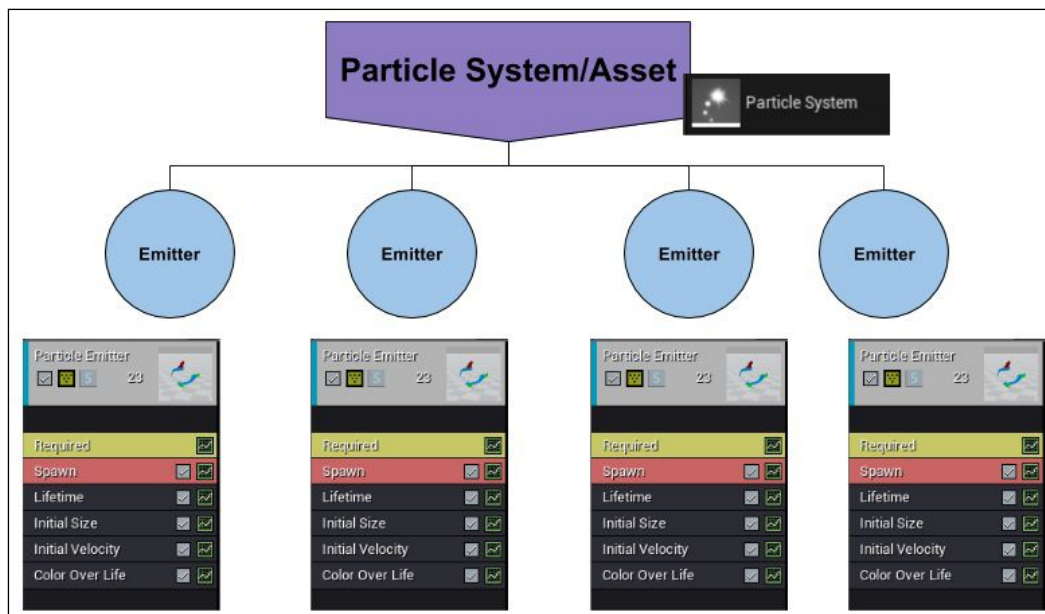 Particle System/Asset
Particle System
Emitter
Emitter
Emitter
Emitter
Particle Emitter
S 23
Required
Spawn
Lifetime
Initial Size
Initial Velocity
Color Over Life
Particle Emitter
S 23
Required
Spawn
Lifetime
Initial Size
Initial Velocity
Color Over Life
Particle Emitter
S 23
Required
Spawn
Lifetime
Initial Size
Initial Velocity
Color Over Life
Particle Emitter
S 23
Required
Spawn
Lifetime
Initial Size
Initial Velocity
Color Over Life